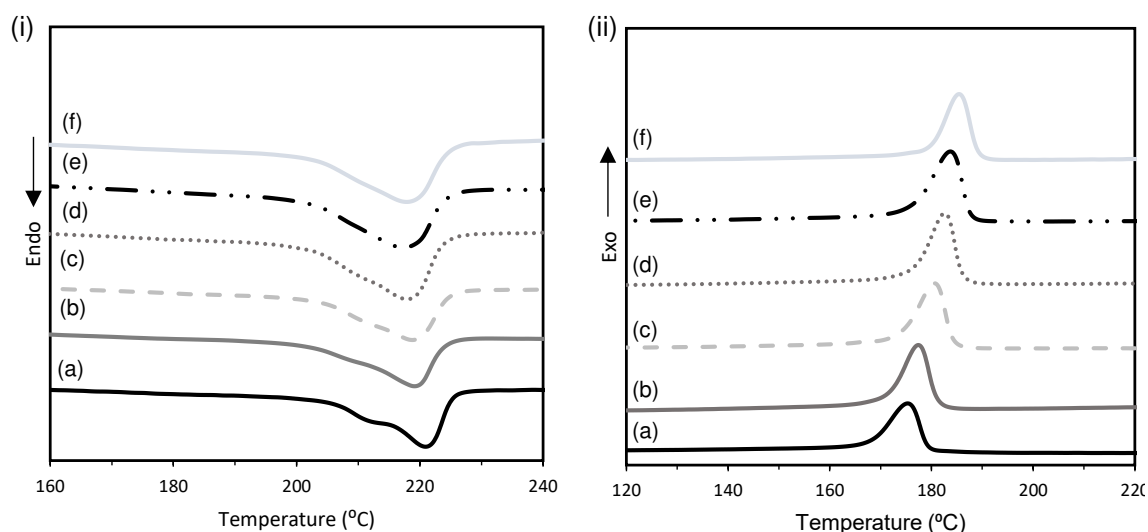 (i)
(f)
(e)
(d)
(c)
(b)
(a)
Endo
160 180 200 220 240
Temperature (ºC)
(ii)
(f)
(e)
(d)
(c)
(b)
(a)
Exo
120 140 160 180 200 220
Temperature (ºC)